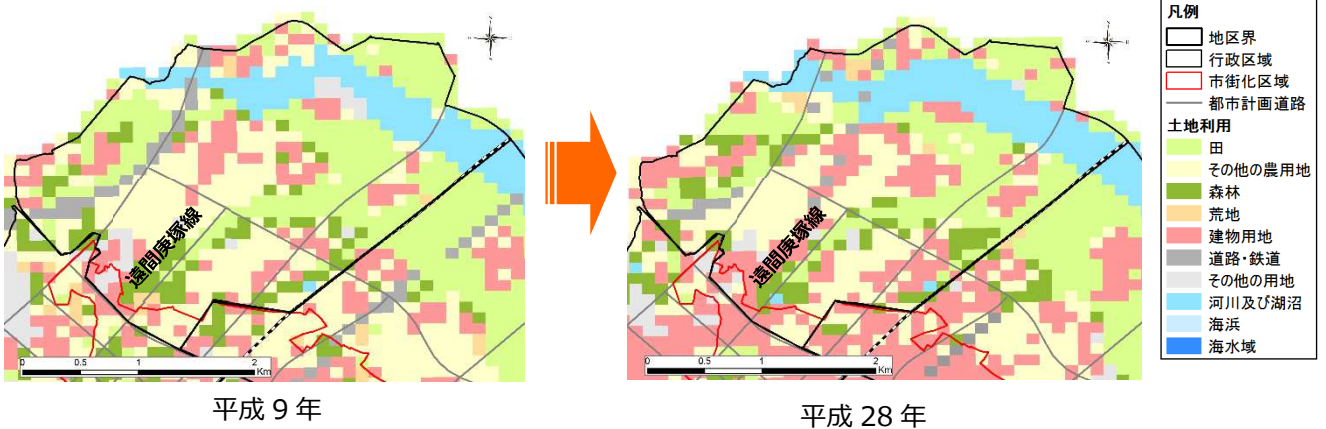 遠間庚塚線
0 0.5 1 2
Km
平成 9 年
遠間庚塚線
0 0.5 1 2
Km
平成 28 年
凡例
地区界
行政区域
市街化区域
都市計画道路
土地利用
田
その他の農用地
森林
荒地
建物用地
道路・鉄道
その他の用地
河川及び湖沼
海浜
海水域